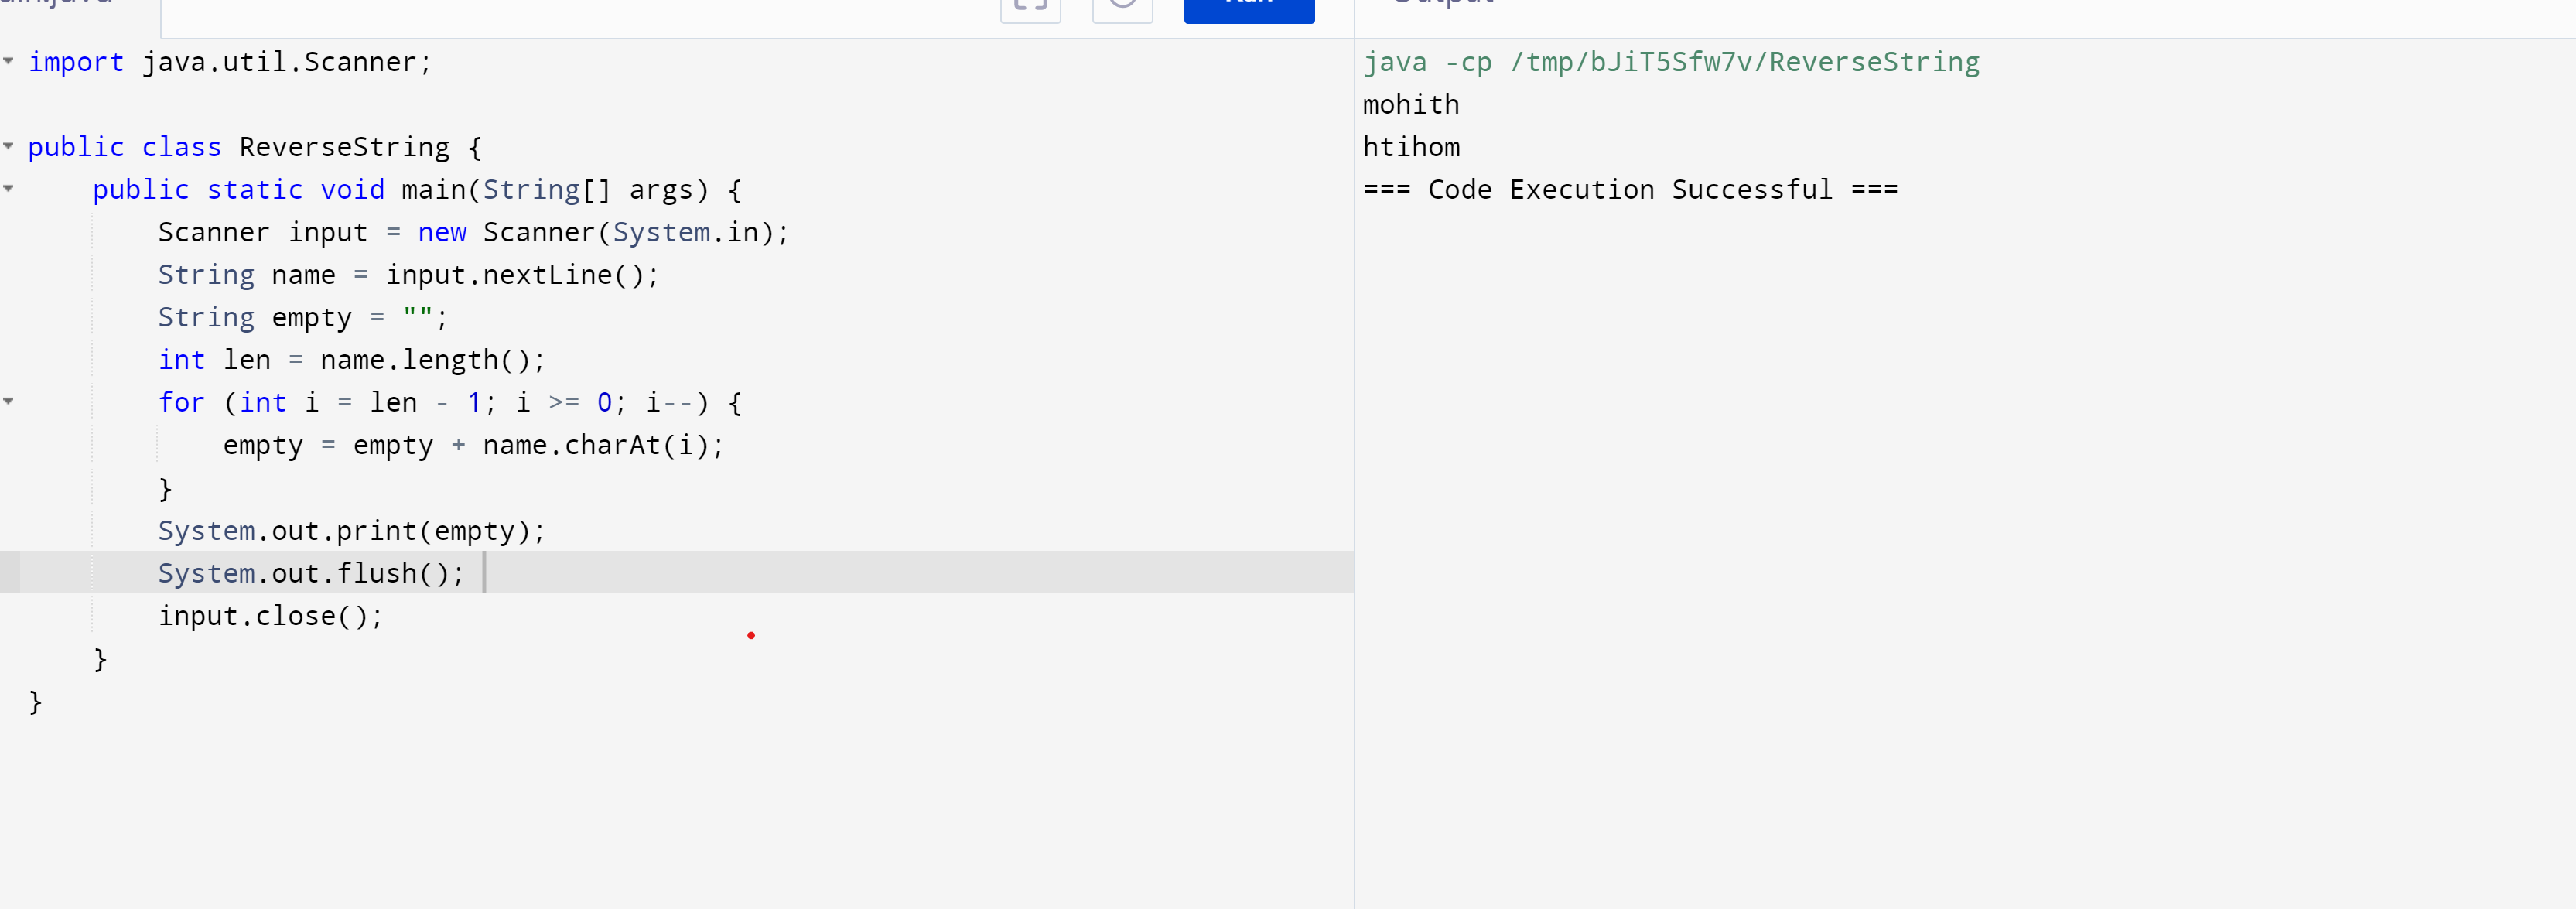 import java.util.Scanner;
public class ReverseString {
public static void main(String[] args) {
Scanner input = new Scanner(System.in);
String name = input.nextLine();
String empty = "";
int len = name.length();
for (int i = len - 1; i >= 0; i--) {
empty = empty + name.charAt(i);
}
System.out.print(empty);
System.out.flush();
input.close();
}
}
java -cp /tmp/bJiT5Sfw7v/ReverseString
mohith
htihom
=== Code Execution Successful ===